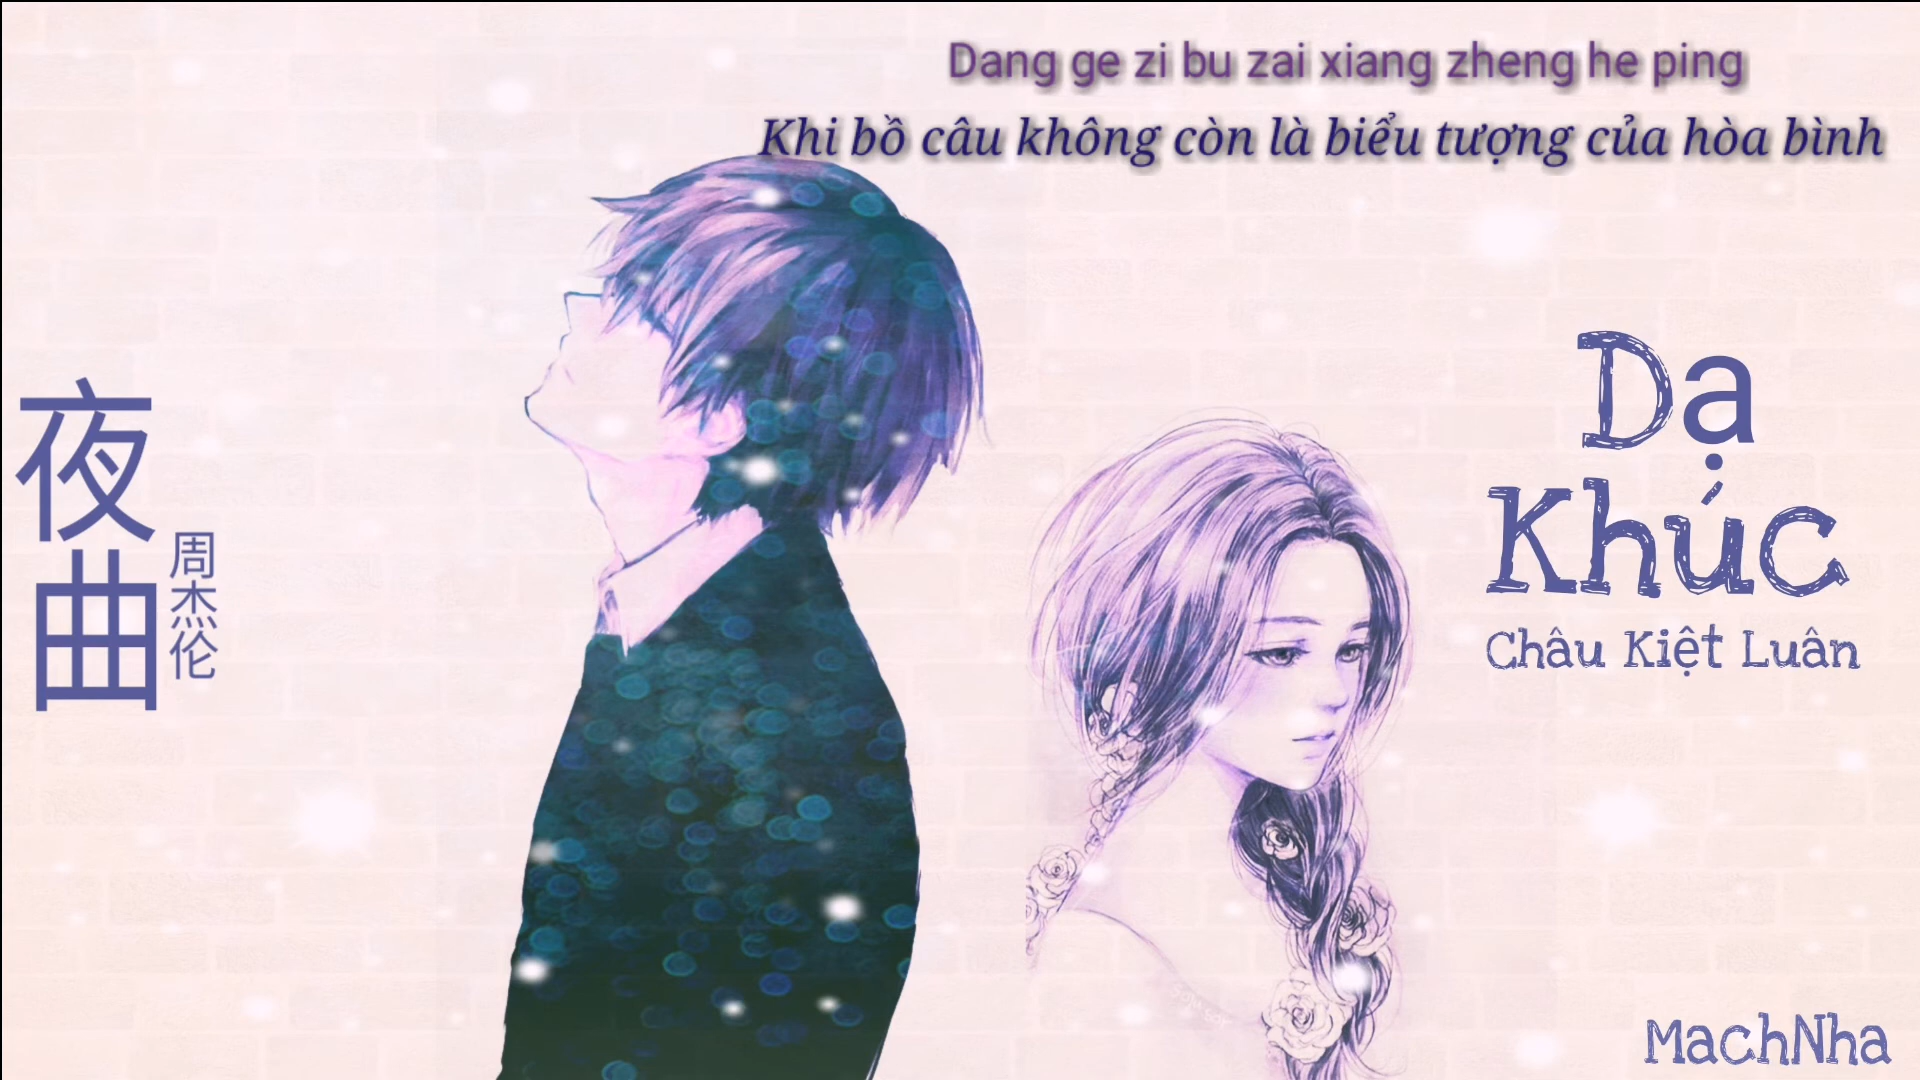 Dang ge zi bu zai xiang zheng he ping
Khi bồ câu không còn là biểu tượng của hòa bình
夜曲
周杰伦
Dạ
Khúc
Châu Kiệt Luân
MachNha